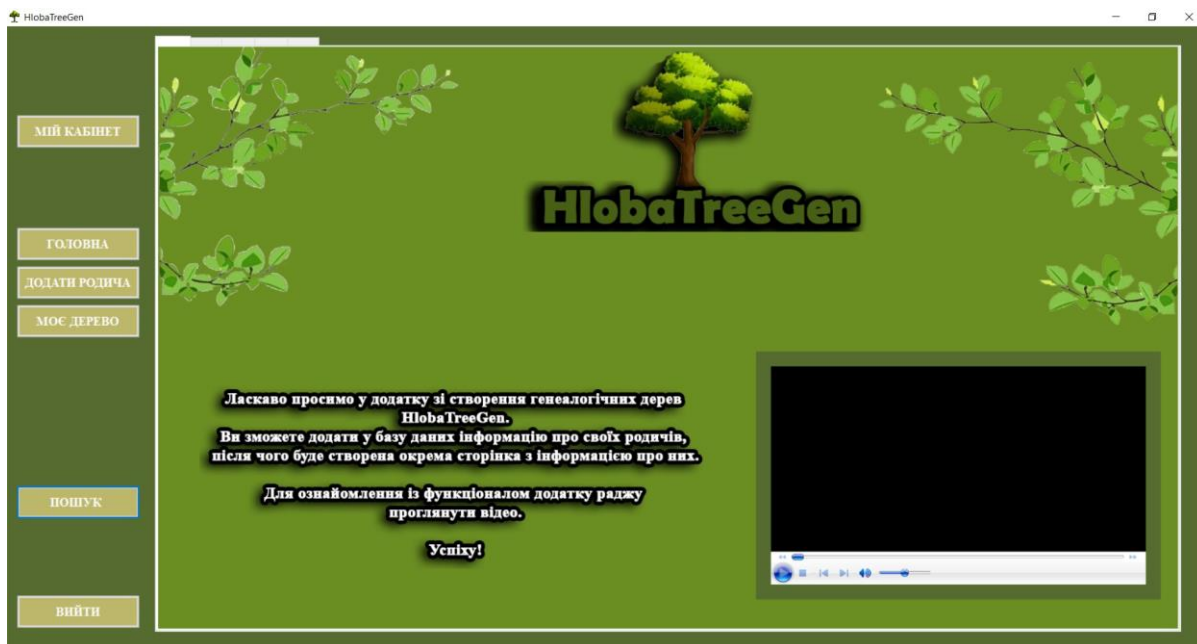 HlobaTreeGen
МІЙ КАБІНЕТ
ГОЛОВНА
ДОДАТИ РОДИЧА
МОЄ ДЕРЕВО
ПОШУК
ВИЙТИ
HlobaTreeGen
Ласкаво просимо у додатку зі створення генеалогічних дерев
HlobaTreeGen.
Ви зможете додати у базу даних інформацію про своїх родичів,
після чого буде створена окрема сторінка з інформацією про них.
Для ознайомлення із функціоналом додатку раджу
проглянути відео.
Успіху!